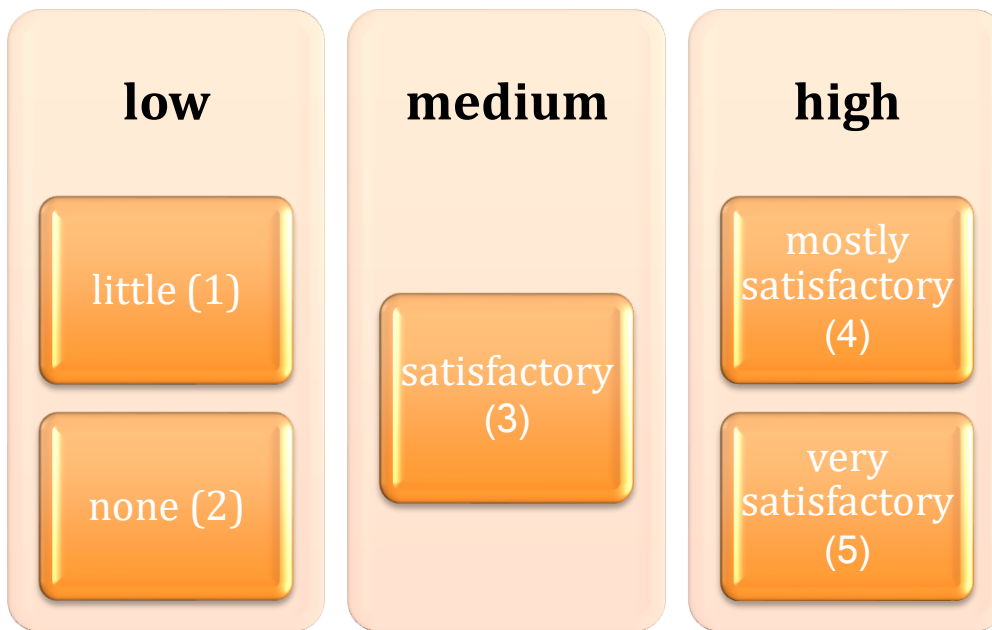 low
little (1)
none (2)
medium
satisfactory
(3)
high
mostly
satisfactory
(4)
very
satisfactory
(5)